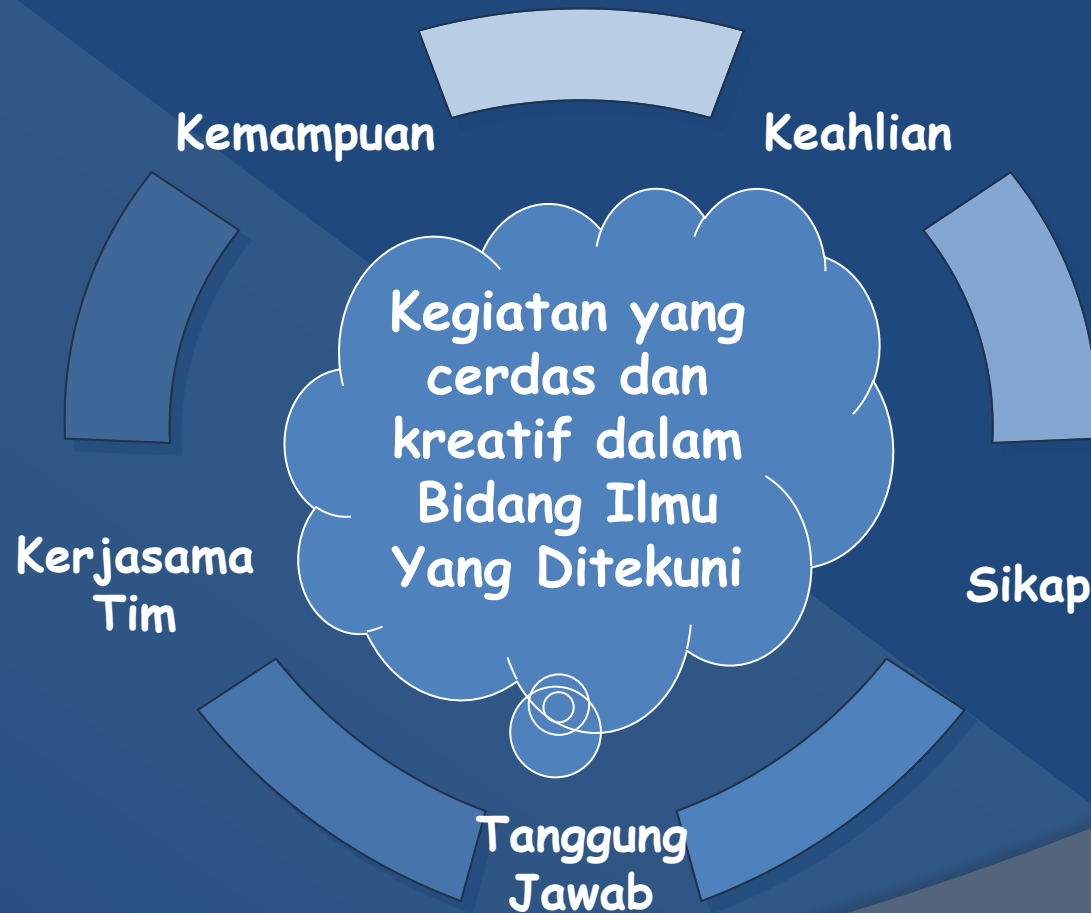 Kemampuan
Keahlian
Kegiatan yang
cerdas dan
kreatif dalam
Bidang Ilmu
Yang Ditekuni
Kerjasama
Tim
Sikap
Tanggung
Jawab